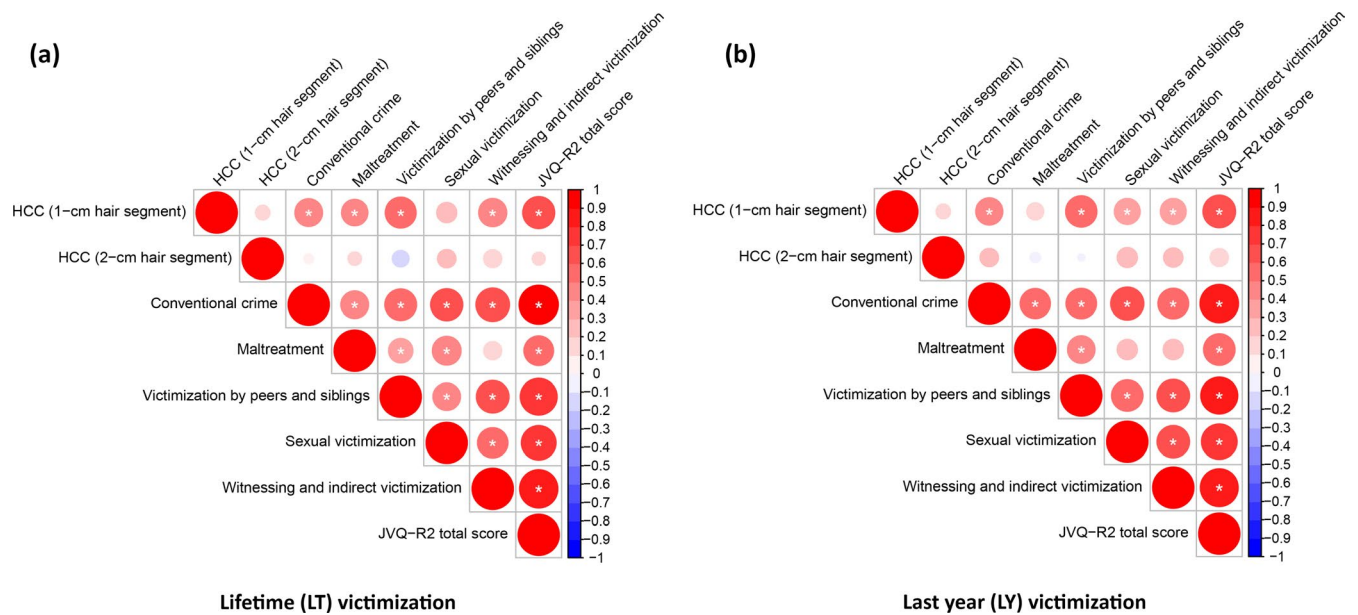 (a)
HCC (1−cm hair segment)
HCC (2−cm hair segment)
Conventional crime
Maltreatment
Victimization by peers and siblings
Sexual victimization
Witnessing and indirect victimization
JVQ−R2 total score
HCC (1−cm hair segment)
* * * * *
HCC (2−cm hair segment)
Conventional crime
* * * * *
Maltreatment
* * *
Victimization by peers and siblings
* * *
Sexual victimization
* *
Witnessing and indirect victimization
*
JVQ−R2 total score
1
0.9
0.8
0.7
0.6
0.5
0.4
0.3
0.2
0.1
0
−0.1
−0.2
−0.3
−0.4
−0.5
−0.6
−0.7
−0.8
−0.9
−1
Lifetime (LT) victimization
(b)
HCC (1−cm hair segment)
HCC (2−cm hair segment)
Conventional crime
Maltreatment
Victimization by peers and siblings
Sexual victimization
Witnessing and indirect victimization
JVQ−R2 total score
HCC (1−cm hair segment)
* * * * *
HCC (2−cm hair segment)
Conventional crime
* * * * *
Maltreatment
* *
Victimization by peers and siblings
* * *
Sexual victimization
* *
Witnessing and indirect victimization
*
JVQ−R2 total score
1
0.9
0.8
0.7
0.6
0.5
0.4
0.3
0.2
0.1
0
−0.1
−0.2
−0.3
−0.4
−0.5
−0.6
−0.7
−0.8
−0.9
−1
Last year (LY) victimization